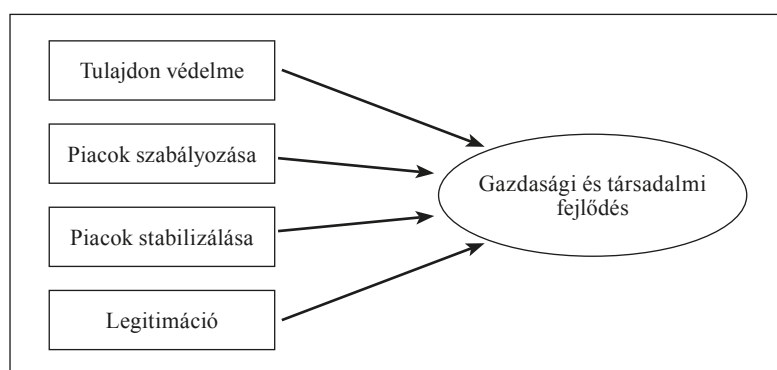 Tulajdon védelme
Piacok szabályozása
Piacok stabilizálása
Legitimáció
Gazdasági és társadalmi
fejlődés